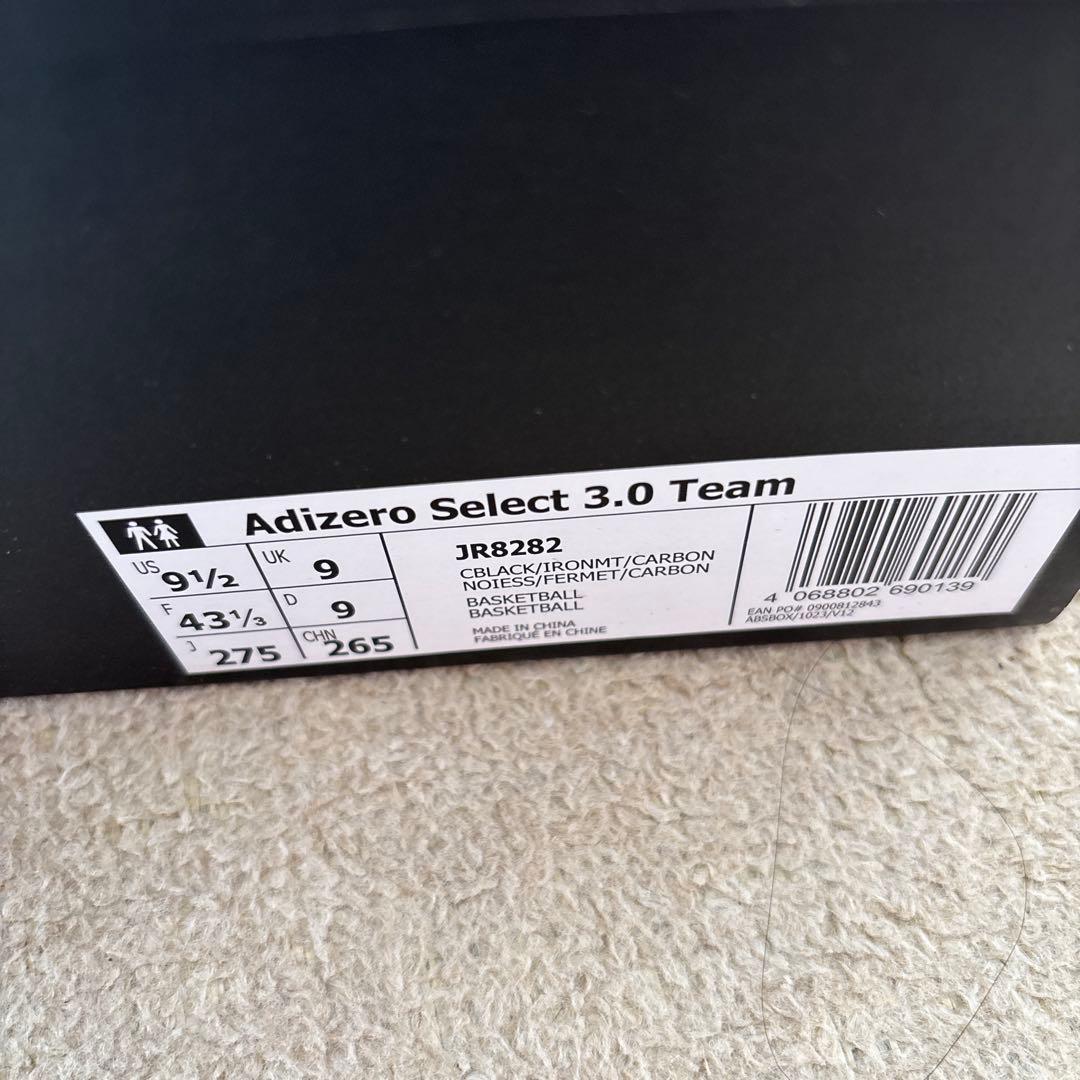 Adizero Select 3.0 Team
US 9½ UK 9
F 43⅓ D 9
J 275 CHN 265
JR8282
CBLACK/IRONMT/CARBON
NOIESS/FERMET/CARBON
BASKETBALL
BASKETBALL
MADE IN CHINA
FABRIQUÉ EN CHINE
4 068802 690139
EAN PO# 0900812843
ABSBOX/1023/V12